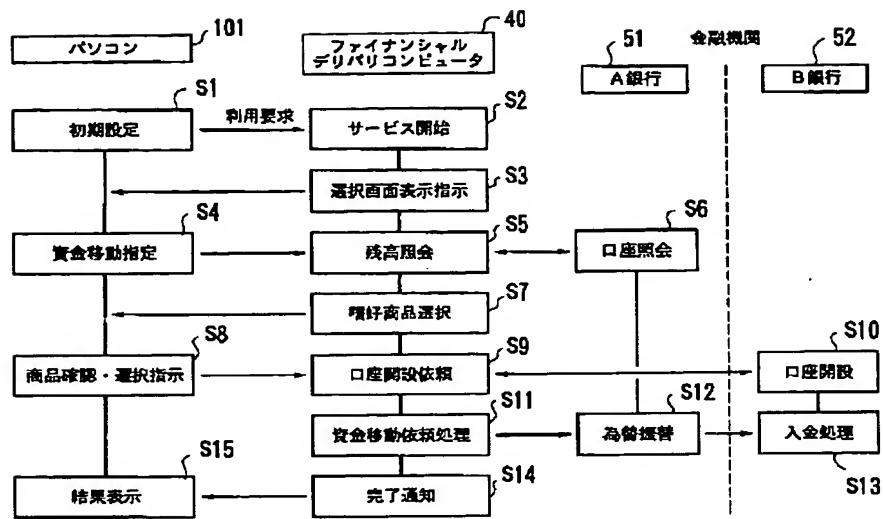 101
パソコン
40
ファイナンシャル
デリバリコンピュータ
金融機関
51
A銀行
52
B銀行
S1
初期設定
利用要求
S2
サービス開始
S3
選択画面表示指示
S4
資金移動指定
S5
残高照会
S6
口座照会
S7
嗜好商品選択
S8
商品確認・選択指示
S9
口座開設依頼
S10
口座開設
S11
資金移動依頼処理
S12
為替振替
入金処理
S13
S14
完了通知
S15
結果表示